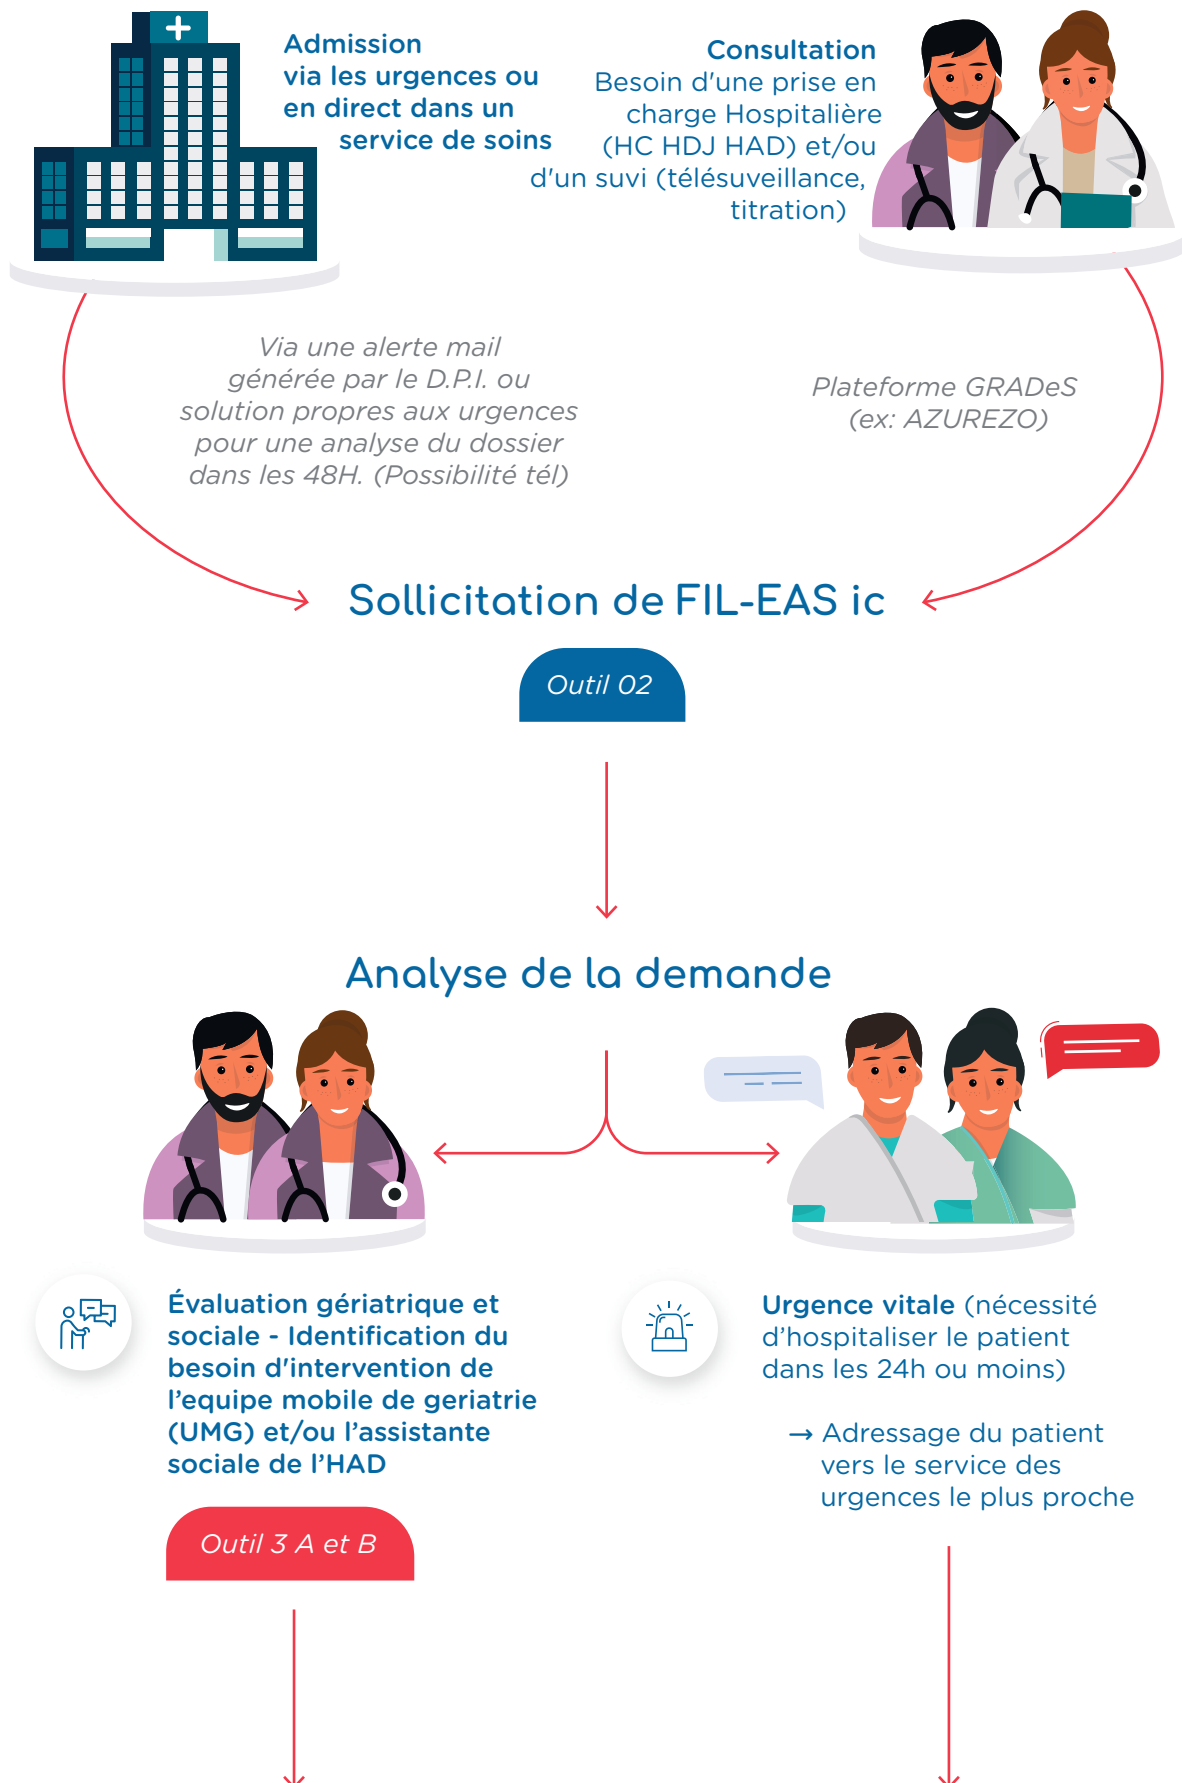 Admission
via les urgences ou
en direct dans un
service de soins
Consultation
Besoin d'une prise en
charge Hospitalière
(HC HDJ HAD) et/ou
d'un suvi (télésuveillance,
titration)
Via une alerte mail
générée par le D.P.I. ou
solution propres aux urgences
pour une analyse du dossier
dans les 48H. (Possibilité tél)
Plateforme GRADeS
(ex: AZUREZO)
Sollicitation de FIL-EAS ic
Outil 02
Analyse de la demande
Évaluation gériatrique et
sociale - Identification du
besoin d'intervention de
l’equipe mobile de geriatrie
(UMG) et/ou l’assistante
sociale de l’HAD
Outil 3 A et B
Urgence vitale (nécessité
d’hospitaliser le patient
dans les 24h ou moins)
→ Adressage du patient
vers le service des
urgences le plus proche